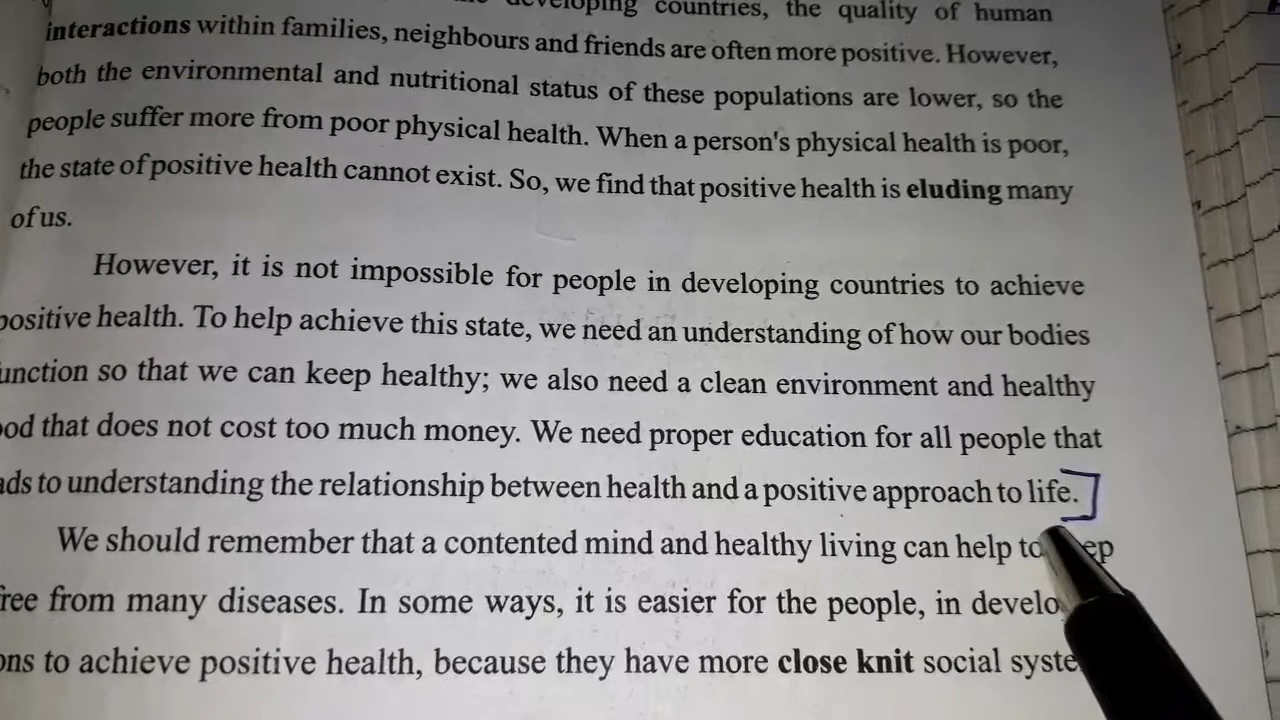 developing countries, the quality of human
interactions within families, neighbours and friends are often more positive. However,
both the environmental and nutritional status of these populations are lower, so the
people suffer more from poor physical health. When a person's physical health is poor,
the state of positive health cannot exist. So, we find that positive health is eluding many
of us.
However, it is not impossible for people in developing countries to achieve
positive health. To help achieve this state, we need an understanding of how our bodies
unction so that we can keep healthy; we also need a clean environment and healthy
ood that does not cost too much money. We need proper education for all people that
ads to understanding the relationship between health and a positive approach to life.]
We should remember that a contented mind and healthy living can help to
ree from many diseases. In some ways, it is easier for the people, in develo
ons to achieve positive health, because they have more close knit social syste